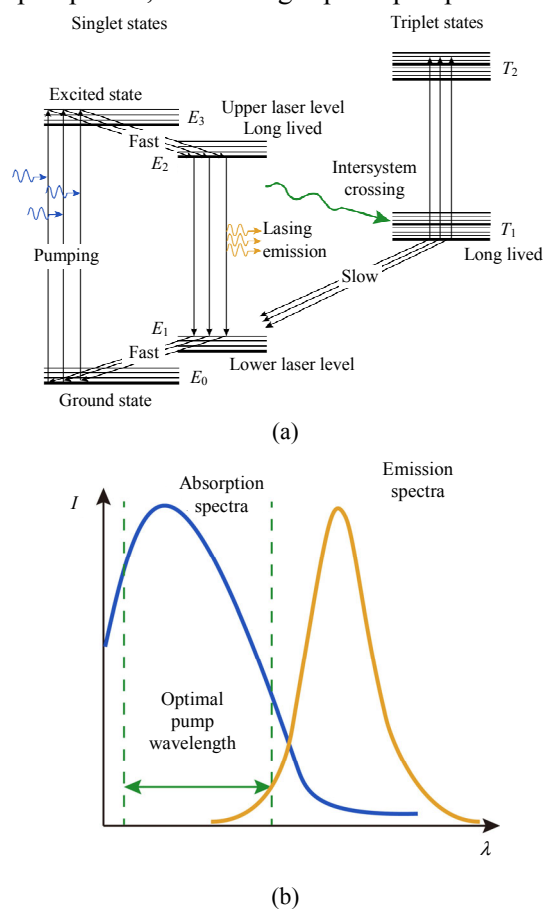 Singlet states
Triplet states
T2
Excited state
E3
Upper laser level
Long lived
Fast
E2
Intersystem
crossing
Lasing
emission
T1
Pumping
Long lived
Slow
E1
Fast
Lower laser level
E0
Ground state
(a)
Emission
spectra
Absorption
spectra
I
Optimal
pump
wavelength
λ
(b)